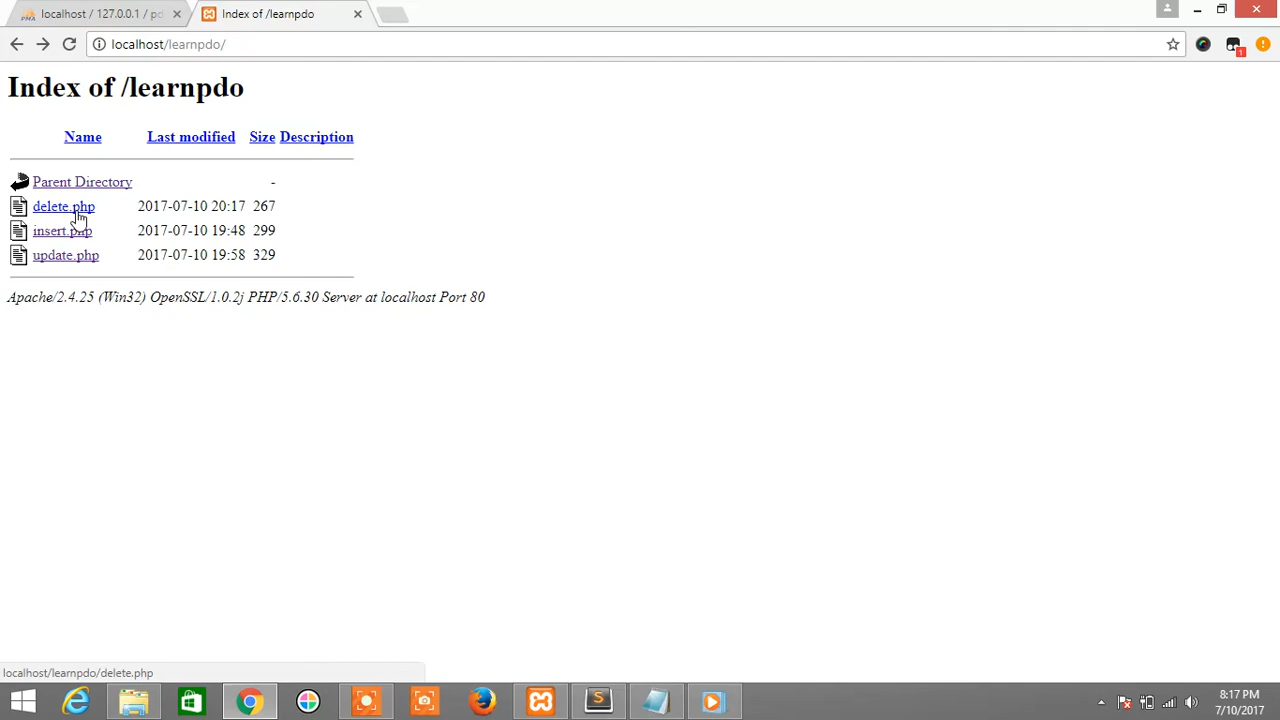 localhost / 127.0.0.1 / pd
Index of /learnpdo
localhost/learnpdo/
1
Index of /learnpdo
Name Last modified Size Description
Parent Directory -
delete.php 2017-07-10 20:17 267
insert.php 2017-07-10 19:48 299
update.php 2017-07-10 19:58 329
Apache/2.4.25 (Win32) OpenSSL/1.0.2j PHP/5.6.30 Server at localhost Port 80
localhost/learnpdo/delete.php
8:17 PM
7/10/2017